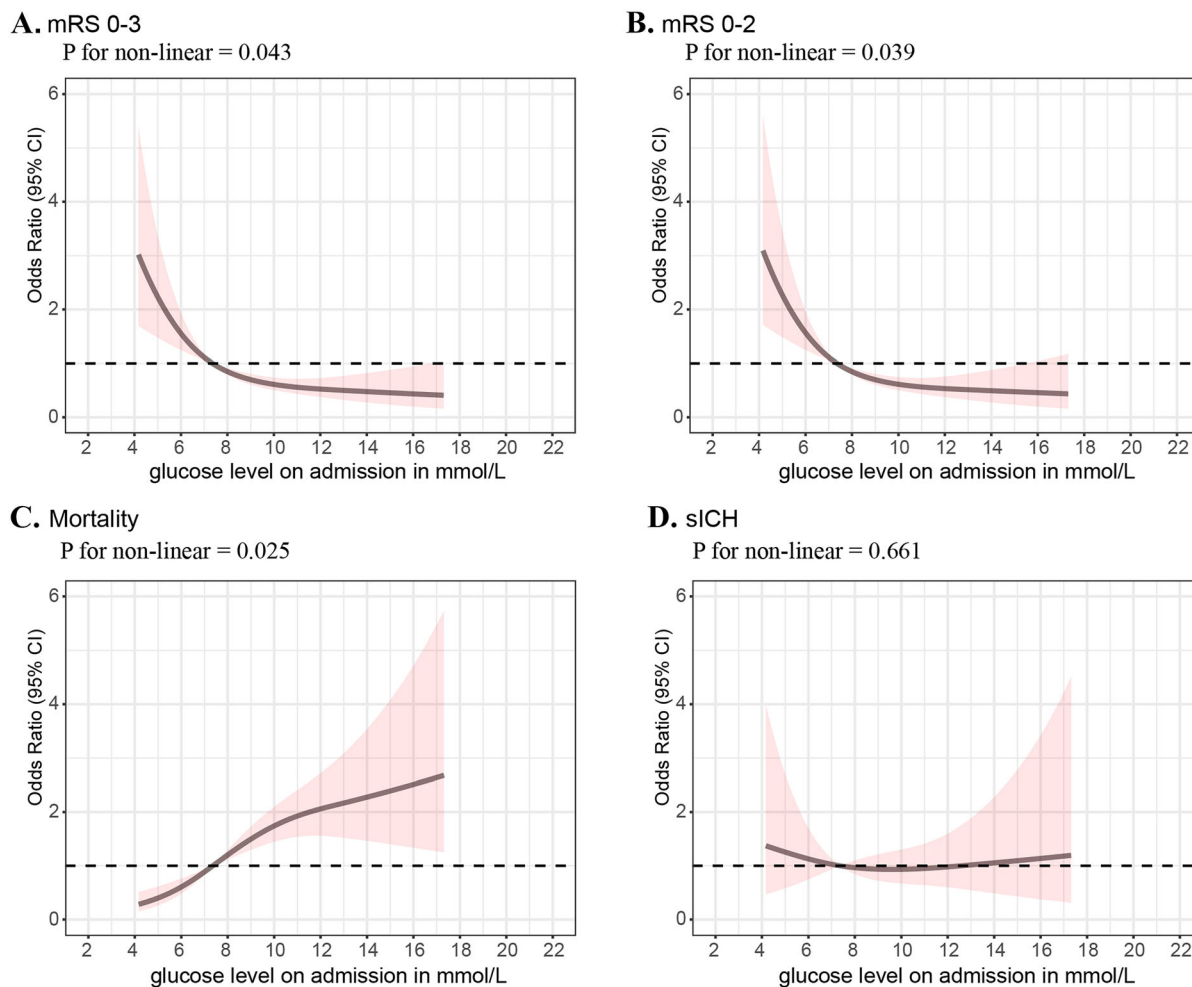 A. mRS 0-3
P for non-linear = 0.043
6
4
2
0
Odds Ratio (95% CI)
2 4 6 8 10 12 14 16 18 20 22
glucose level on admission in mmol/L
B. mRS 0-2
P for non-linear = 0.039
6
4
2
0
Odds Ratio (95% CI)
2 4 6 8 10 12 14 16 18 20 22
glucose level on admission in mmol/L
C. Mortality
P for non-linear = 0.025
6
4
2
0
Odds Ratio (95% CI)
2 4 6 8 10 12 14 16 18 20 22
glucose level on admission in mmol/L
D. sICH
P for non-linear = 0.661
6
4
2
0
Odds Ratio (95% CI)
2 4 6 8 10 12 14 16 18 20 22
glucose level on admission in mmol/L